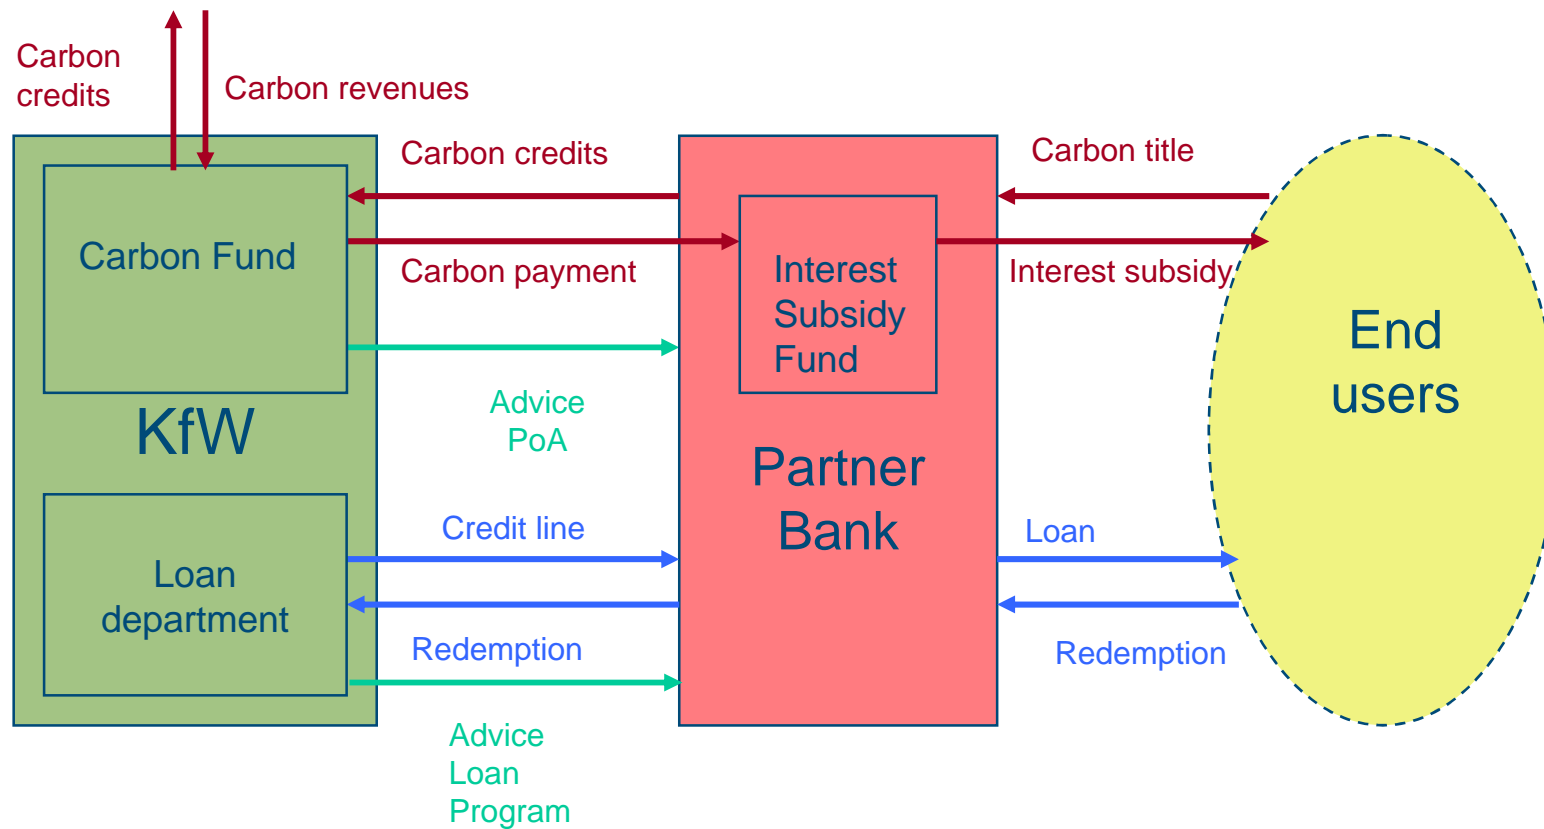 Carbon
credits
Carbon revenues
Carbon credits
Carbon title
Carbon Fund
Carbon payment
Interest
Subsidy
Fund
Interest subsidy
End
users
Advice
PoA
KfW
Partner
Bank
Credit line
Loan
Loan
department
Redemption
Redemption
Advice
Loan
Program